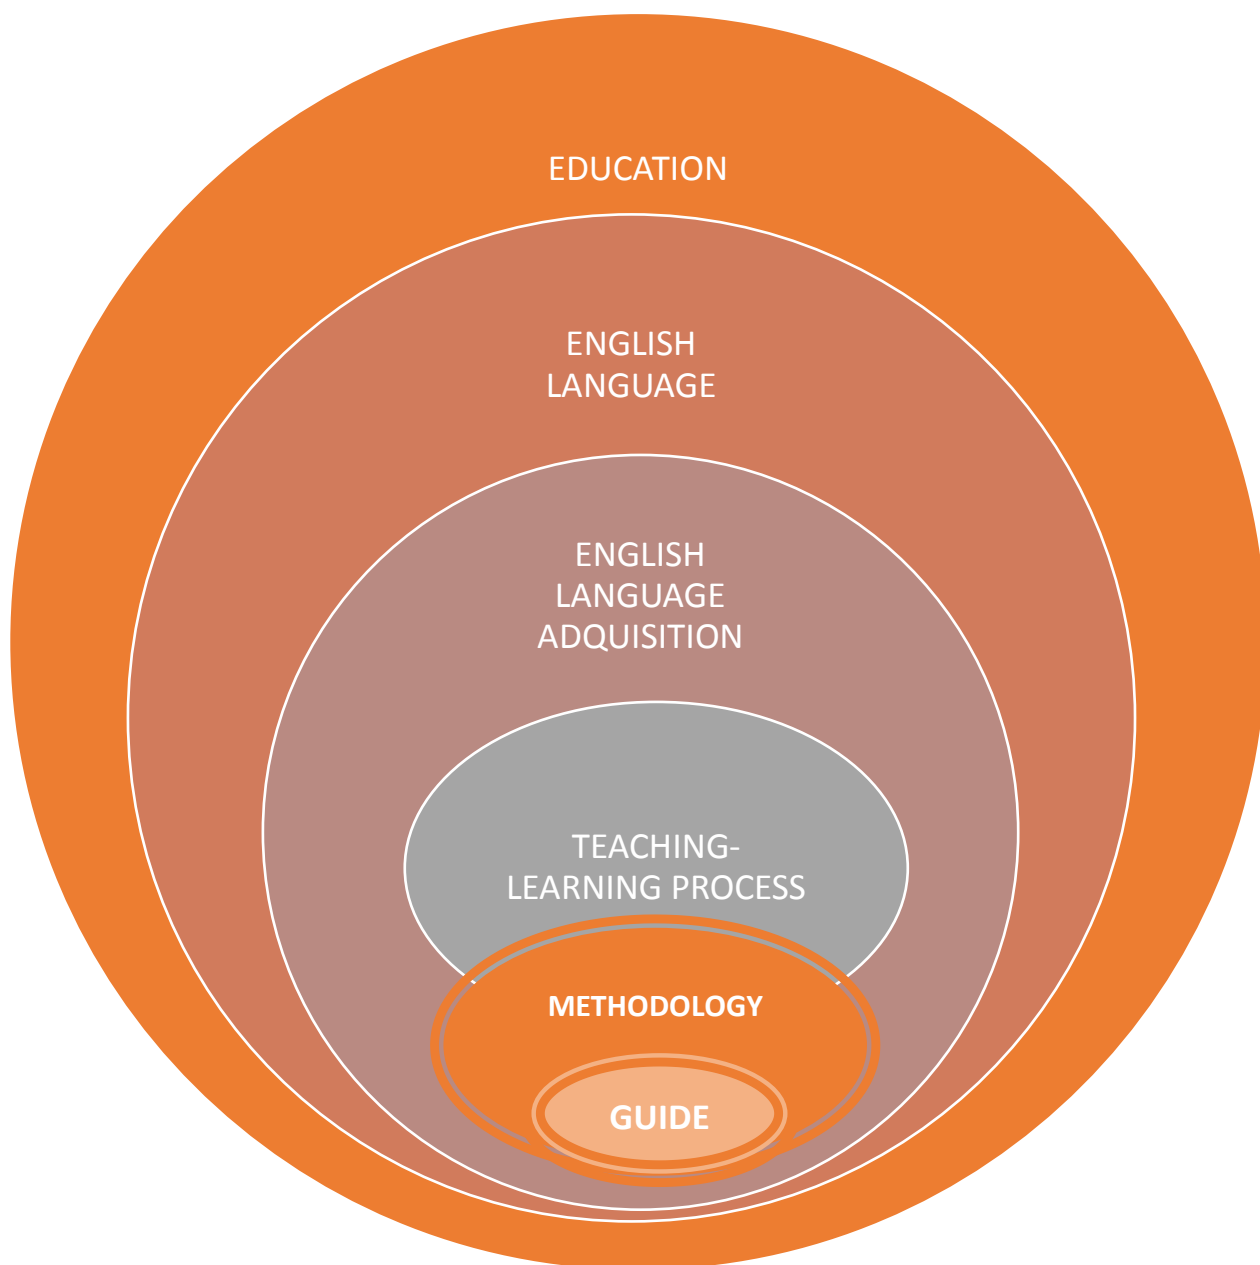 EDUCATION
ENGLISH
LANGUAGE
ENGLISH
LANGUAGE
ADQUISITION
TEACHING-
LEARNING PROCESS
METHODOLOGY
GUIDE